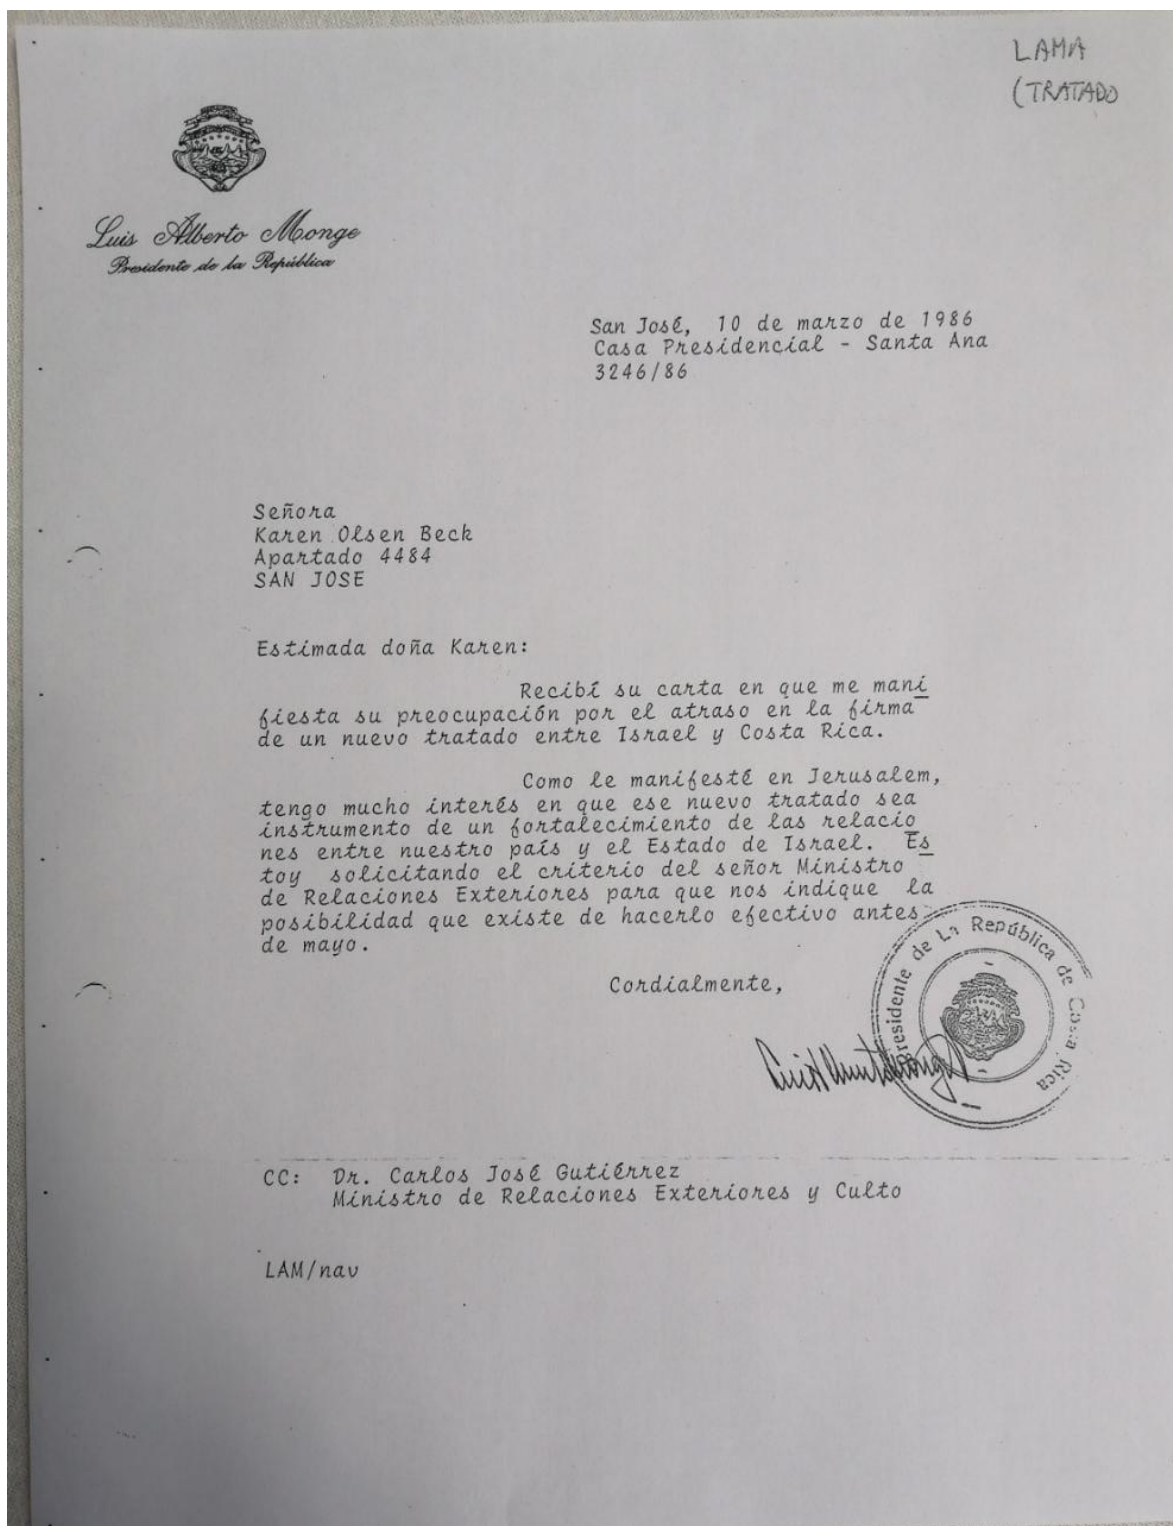 LAMA
(TRATADO
Luis Alberto Monge
Presidente de la República
San José, 10 de marzo de 1986
Casa Presidencial - Santa Ana
3246/86
Señora
Karen Olsen Beck
Apartado 4484
SAN JOSE
Estimada doña Karen:
Recibí su carta en que me mani
fiesta su preocupación por el atraso en la firma
de un nuevo tratado entre Israel y Costa Rica.
Como le manifesté en Jerusalem,
tengo mucho interés en que ese nuevo tratado sea
instrumento de un fortalecimiento de las relacio
nes entre nuestro país y el Estado de Israel. Es
toy solicitando el criterio del señor Ministro
de Relaciones Exteriores para que nos indique la
posibilidad que existe de hacerlo efectivo antes
de mayo.
Cordialmente,
Presidente de La República de Costa Rica
CC: Dr. Carlos José Gutiérrez
Ministro de Relaciones Exteriores y Culto
LAM/nav